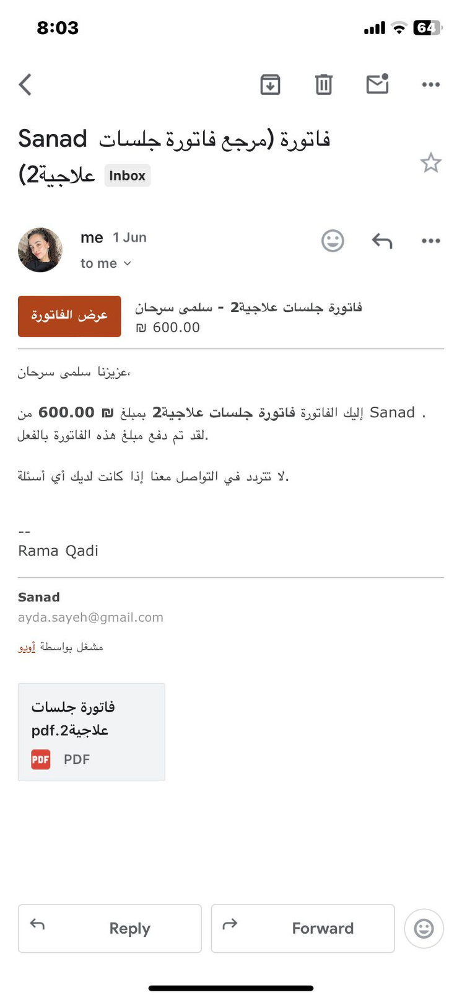 8:03
64
Sanad فاتورة (مرجع فاتورة جلسات
علاجية2)
Inbox
me 1 Jun
to me
عرض الفاتورة
فاتورة جلسات علاجية2 - سلمى سرحان
₪ 600.00
عزيزنا سلمى سرحان،
إليك الفاتورة فاتورة جلسات علاجية2 بمبلغ ₪ 600.00 من Sanad .
لقد تم دفع مبلغ هذه الفاتورة بالفعل.
لا تتردد في التواصل معنا إذا كانت لديك أي أسئلة.
--
Rama Qadi
Sanad
ayda.sayeh@gmail.com
مشغل بواسطة أودو
فاتورة جلسات
علاجية2.pdf
PDF PDF
Reply
Forward